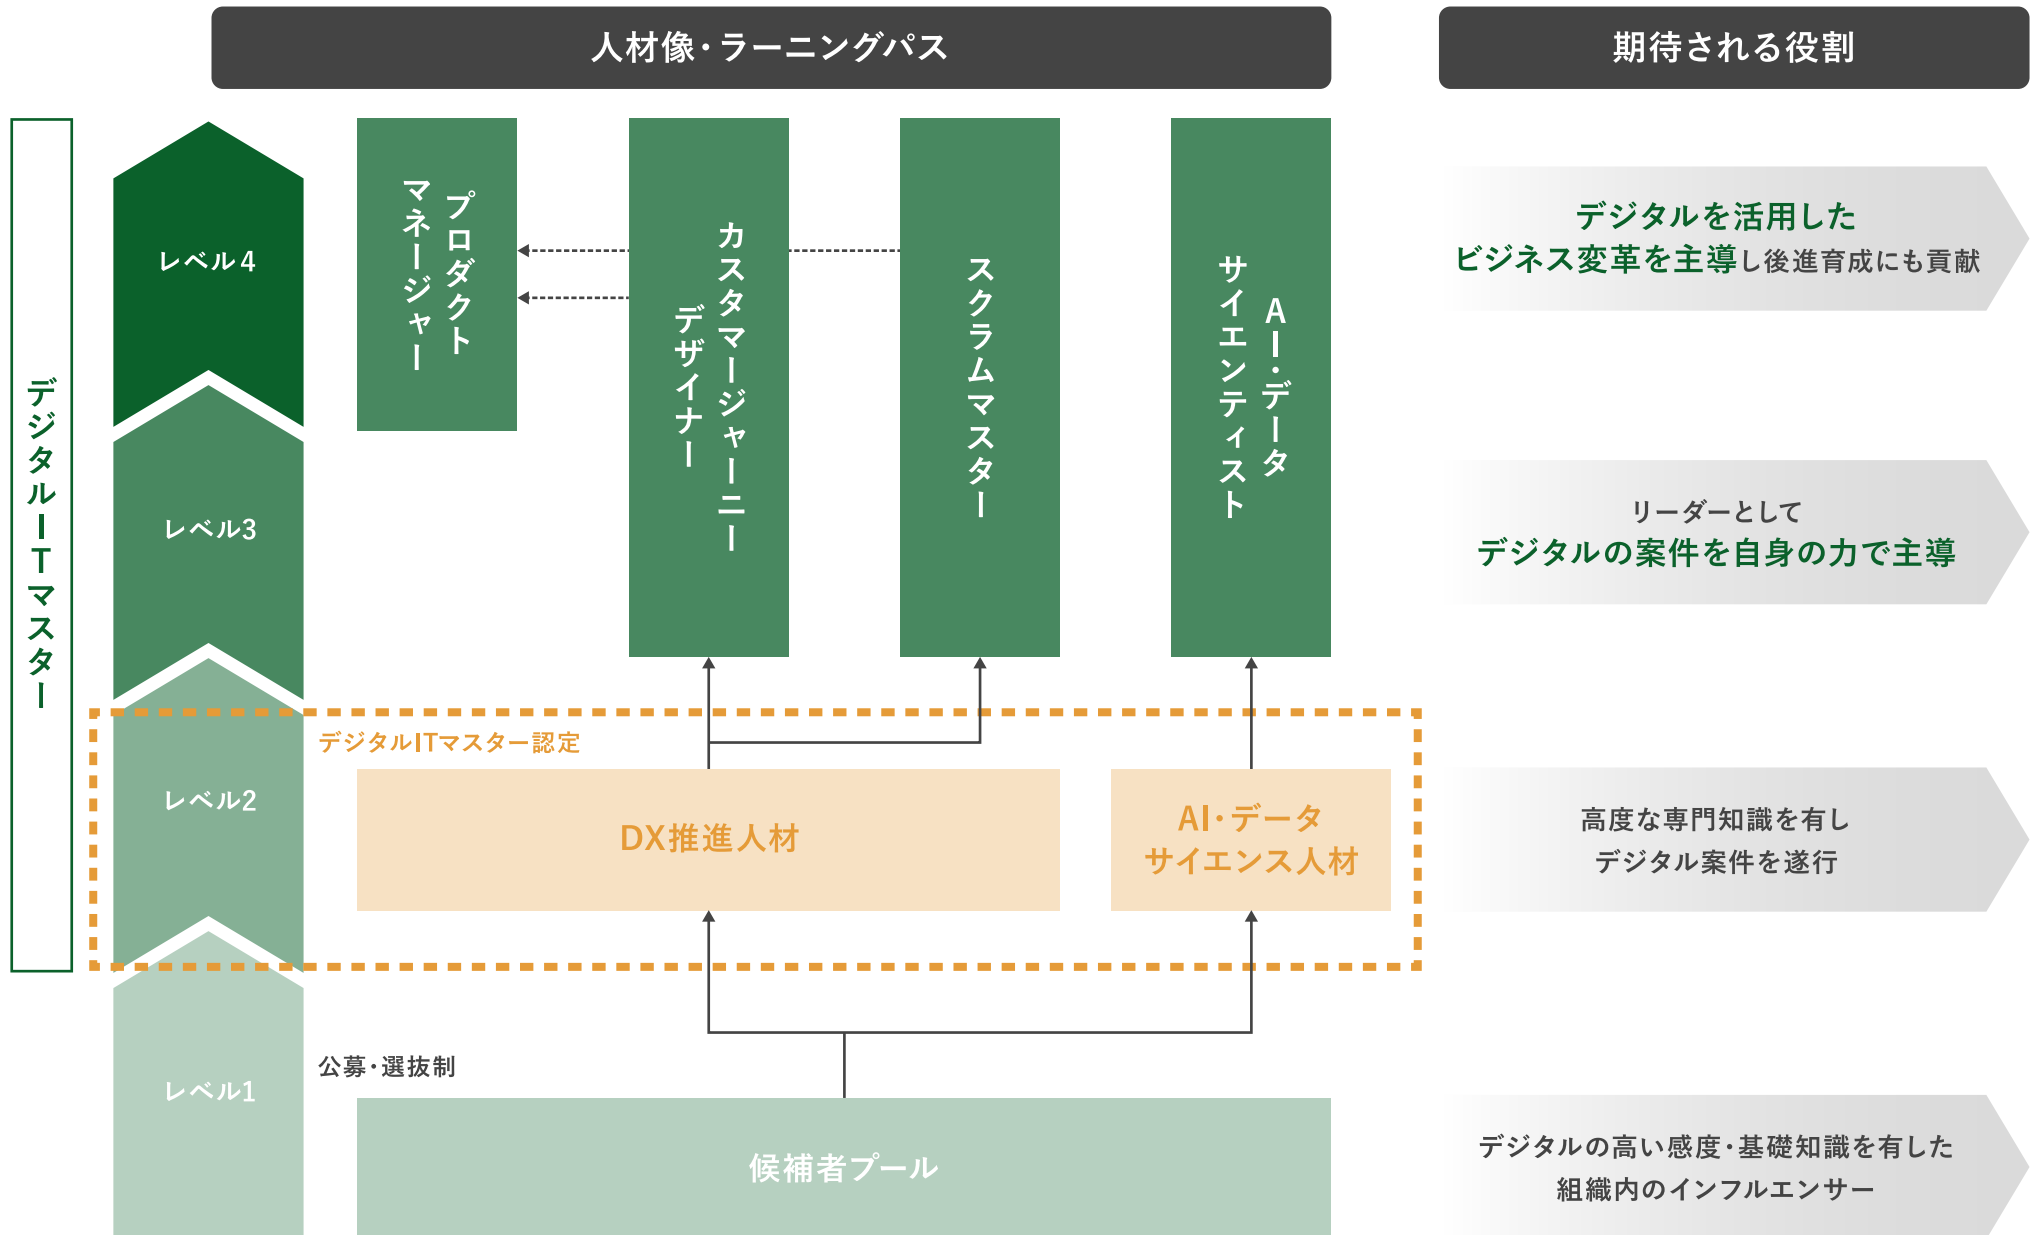 人材像・ラーニングパス
期待される役割
デジタルITマスター
レベル4
プロダクト
マネージャー
カスタマージャーニー
デザイナー
スクラムマスター
AI・データ
サイエンティスト
デジタルを活用した
ビジネス変革を主導し後進育成にも貢献
レベル3
リーダーとして
デジタルの案件を自身の力で主導
デジタルITマスター認定
レベル2
DX推進人材
AI・データ
サイエンス人材
高度な専門知識を有し
デジタル案件を遂行
公募・選抜制
レベル1
候補者プール
デジタルの高い感度・基礎知識を有した
組織内のインフルエンサー